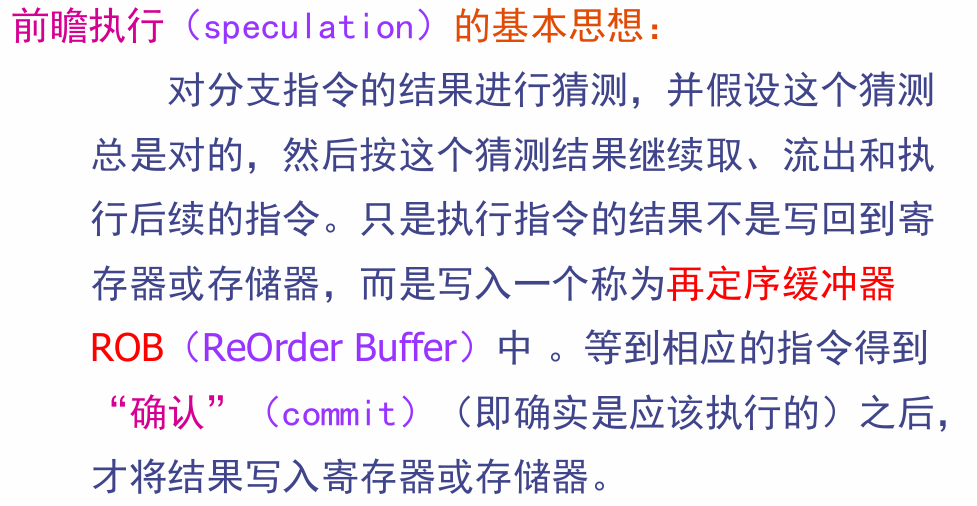 前瞻执行（speculation）的基本思想：
对分支指令的结果进行猜测，并假设这个猜测
总是对的，然后按这个猜测结果继续取、流出和执
行后续的指令。只是执行指令的结果不是写回到寄
存器或存储器，而是写入一个称为再定序缓冲器
ROB（ReOrder Buffer）中 。等到相应的指令得到
“确认”（commit）（即确实是应该执行的）之后，
才将结果写入寄存器或存储器。